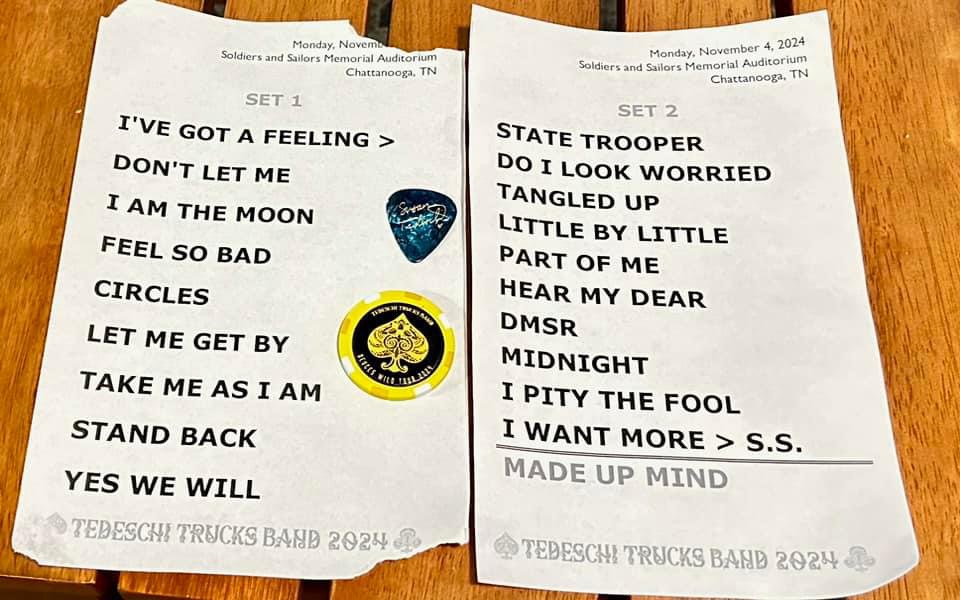 Monday, Novemb
Soldiers and Sailors Memorial Auditorium
Chattanooga, TN
SET 1
I'VE GOT A FEELING >
DON'T LET ME
I AM THE MOON
FEEL SO BAD
CIRCLES
LET ME GET BY
TAKE ME AS I AM
STAND BACK
YES WE WILL
TEDESCHI TRUCKS BAND 2024
Susan
Tedeschi
TEDESCHI TRUCKS BAND
DEUCES WILD TOUR 2024
Monday, November 4, 2024
Soldiers and Sailors Memorial Auditorium
Chattanooga, TN
SET 2
STATE TROOPER
DO I LOOK WORRIED
TANGLED UP
LITTLE BY LITTLE
PART OF ME
HEAR MY DEAR
DMSR
MIDNIGHT
I PITY THE FOOL
I WANT MORE > S.S.
MADE UP MIND
TEDESCHI TRUCKS BAND 2024